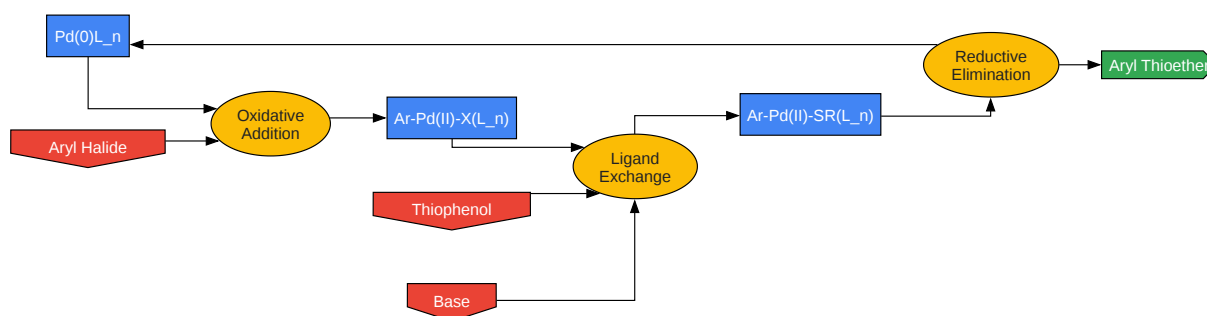 Pd(0)L_n
Reductive
Elimination
Aryl Thioether
Oxidative
Addition
Ar-Pd(II)-X(L_n)
Ar-Pd(II)-SR(L_n)
Aryl Halide
Ligand
Exchange
Thiophenol
Base